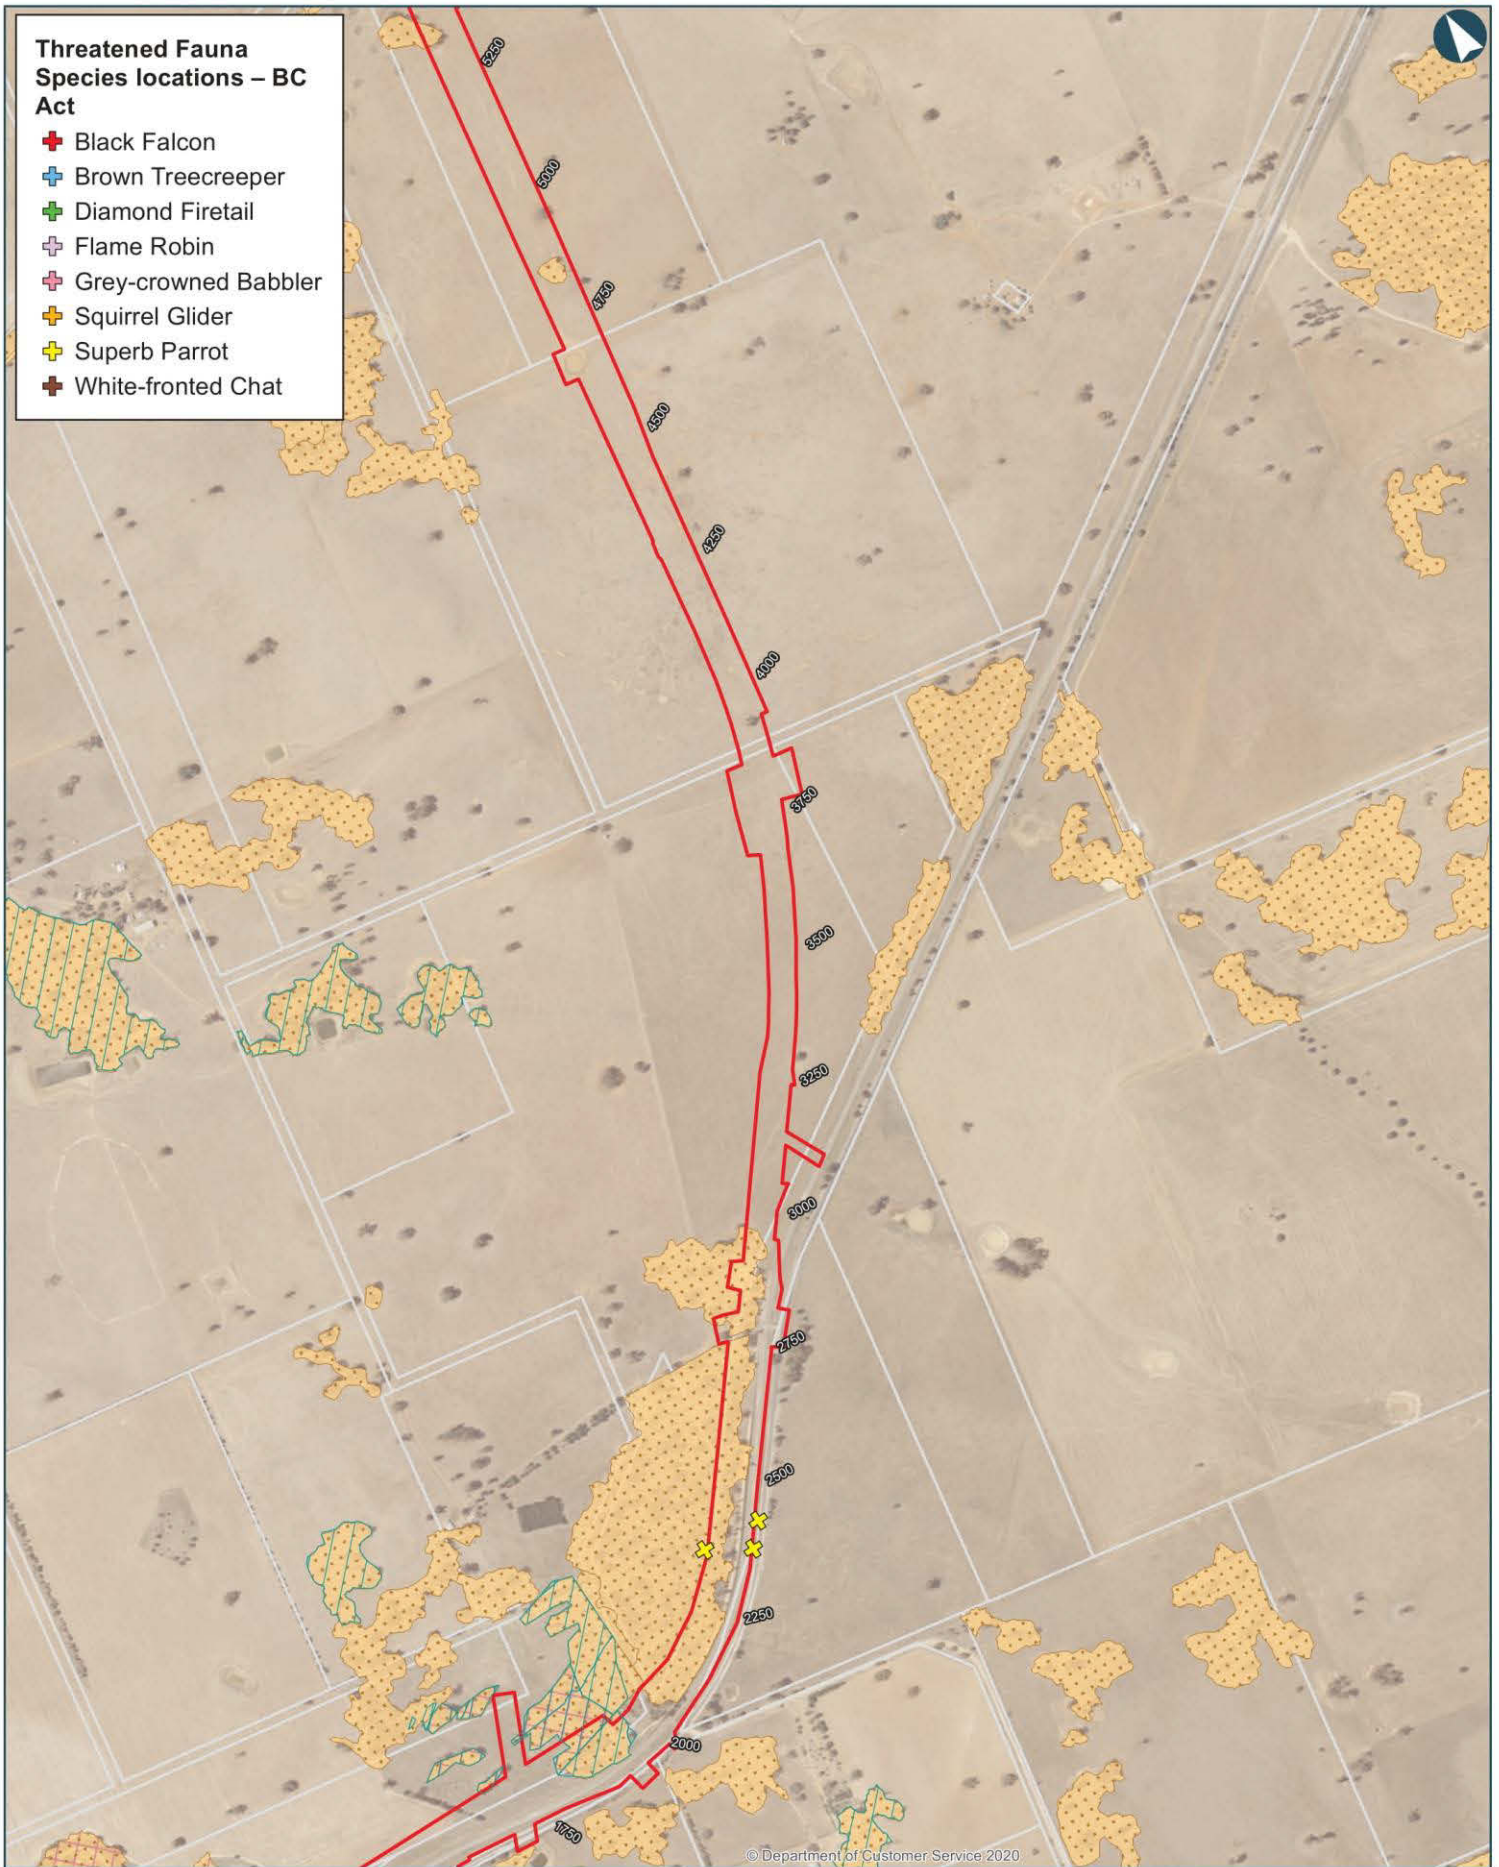 Threatened Fauna
Species locations – BC
Act
Black Falcon
Brown Treecreeper
Diamond Firetail
Flame Robin
Grey-crowned Babbler
Squirrel Glider
Superb Parrot
White-fronted Chat
5250
5000
4750
4500
4250
4000
3750
3500
3250
3000
2750
2500
2250
2000
1750
© Department of Customer Service 2020